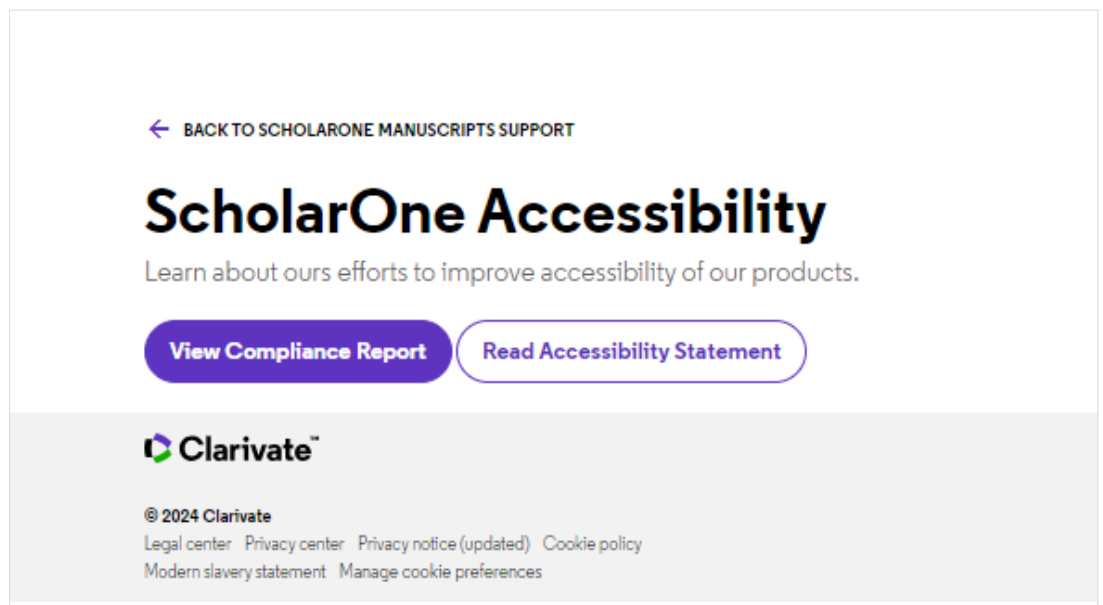 ← BACK TO SCHOLARONE MANUSCRIPTS SUPPORT
ScholarOne Accessibility
Learn about ours efforts to improve accessibility of our products.
View Compliance Report Read Accessibility Statement
Clarivate™
© 2024 Clarivate
Legal center Privacy center Privacy notice (updated) Cookie policy
Modern slavery statement Manage cookie preferences